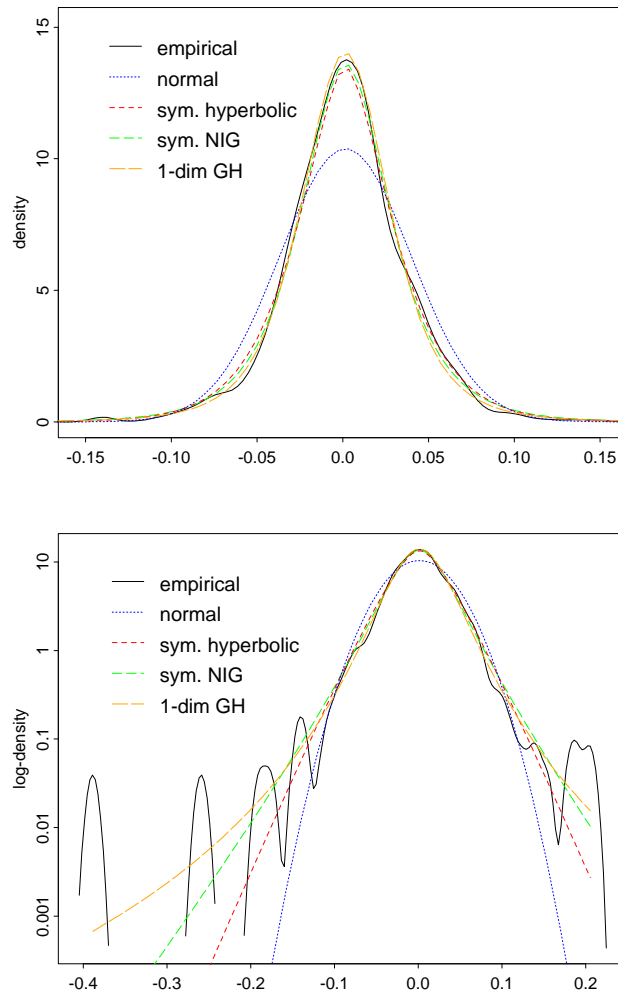 15
10
5
0
density
empirical
normal
sym. hyperbolic
sym. NIG
1-dim GH
-0.15
-0.10
-0.05
0.0
0.05
0.10
0.15
10
1
0.1
0.01
0.001
log-density
empirical
normal
sym. hyperbolic
sym. NIG
1-dim GH
-0.4
-0.3
-0.2
-0.1
0.0
0.1
0.2